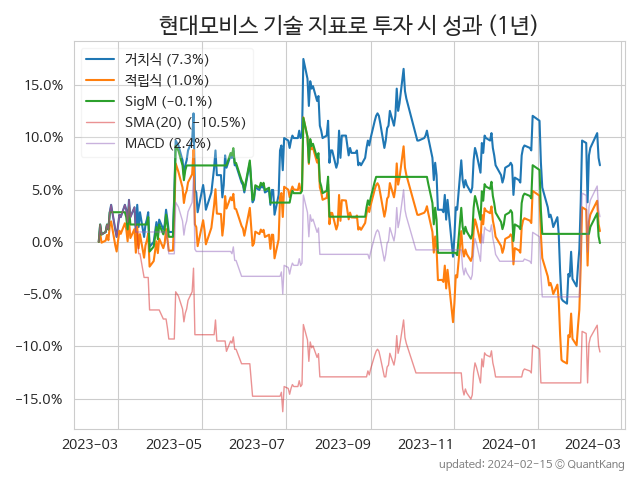 현대모비스 기술 지표로 투자 시 성과 (1년)
거치식 (7.3%)
적립식 (1.0%)
SigM (−0.1%)
SMA(20) (−10.5%)
MACD (2.4%)
15.0%
10.0%
5.0%
0.0%
−5.0%
−10.0%
−15.0%
2023-03 2023-05 2023-07 2023-09 2023-11 2024-01 2024-03
updated: 2024-02-15 © QuantKang